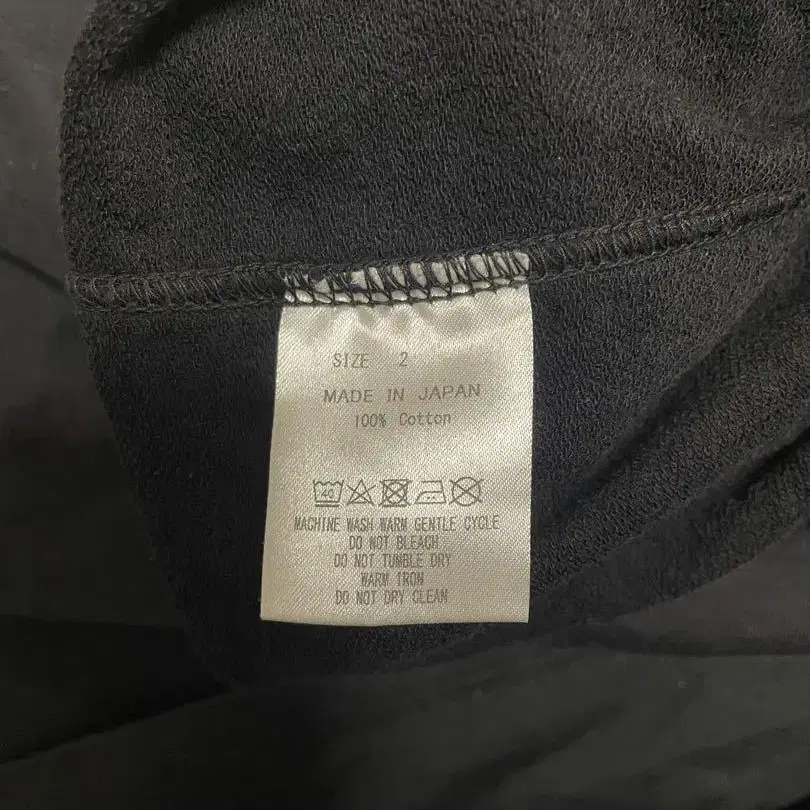 SIZE 2
MADE IN JAPAN
100% Cotton
40
MACHINE WASH WARM GENTLE CYCLE
DO NOT BLEACH
DO NOT TUMBLE DRY
WARM IRON
DO NOT DRY CLEAN